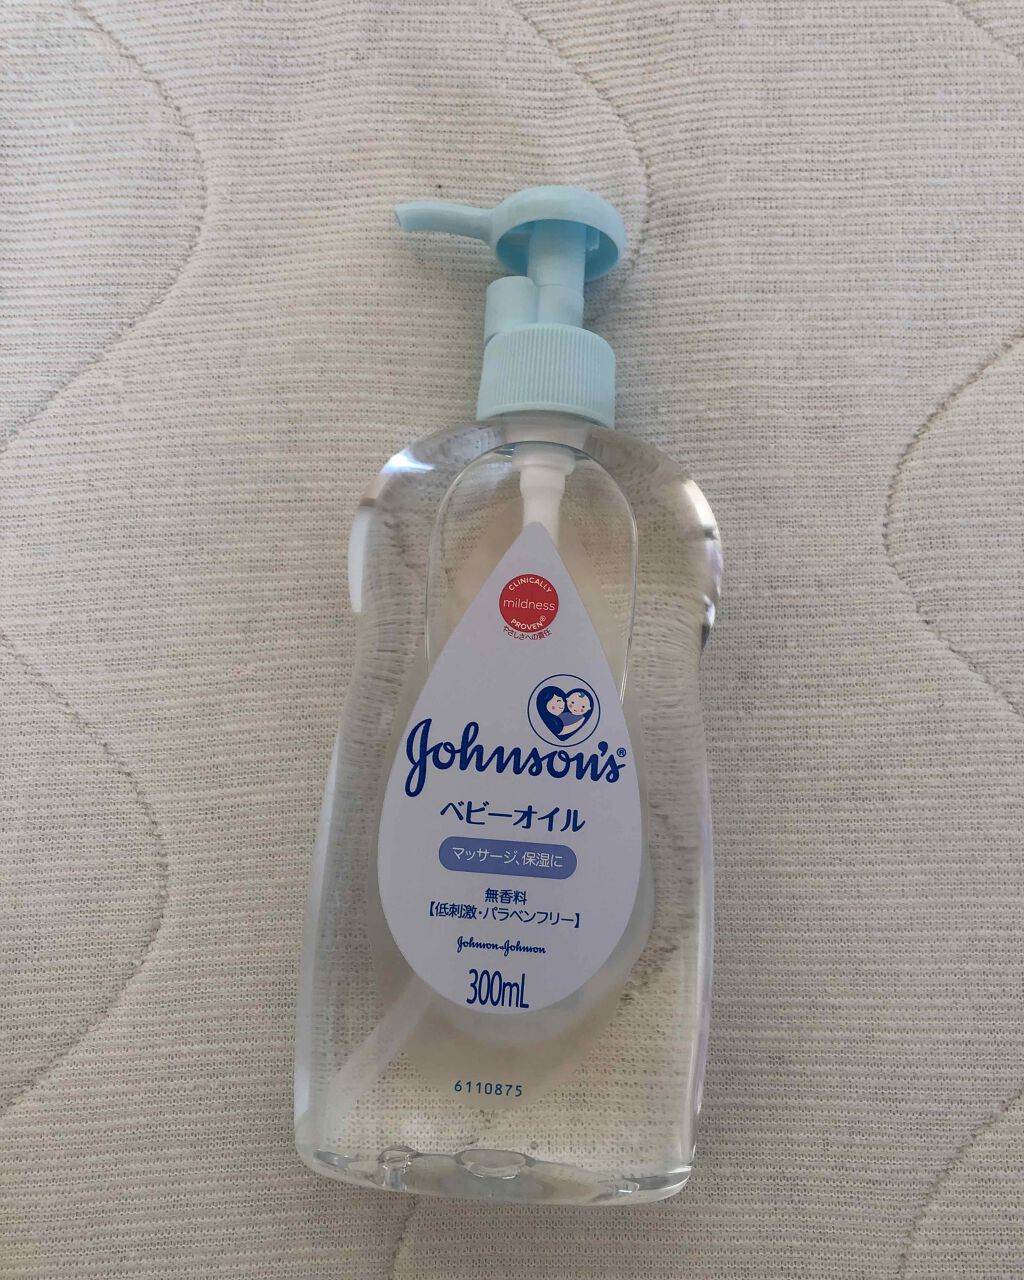 CLINICALLY
mildness
PROVEN®
やさしさへの責任
Johnson's®
ベビーオイル
マッサージ、保湿に
無香料
【低刺激・パラベンフリー】
Johnson&Johnson
300mL
6110875